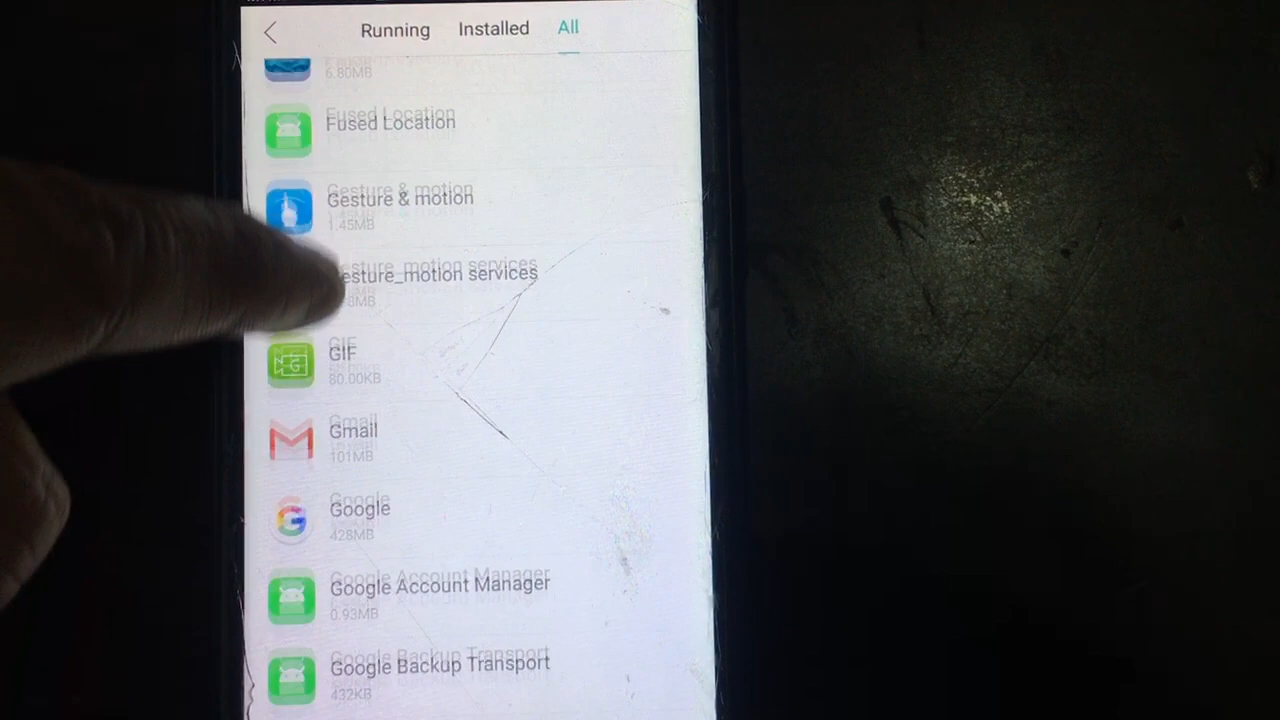 Running Installed All
6.80MB
Fused Location
Gesture & motion
1.45MB
esture_motion services
GIF
80.00KB
Gmail
101MB
Google
428MB
Google Account Manager
0.93MB
Google Backup Transport
432KB